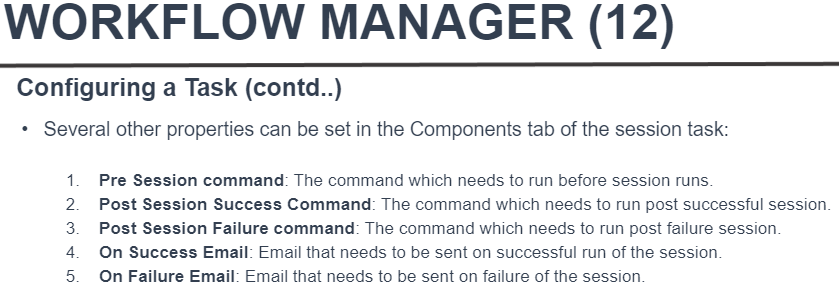 WORKFLOW MANAGER (12)
Configuring a Task (contd..)
• Several other properties can be set in the Components tab of the session task:
1. Pre Session command: The command which needs to run before session runs.
2. Post Session Success Command: The command which needs to run post successful session.
3. Post Session Failure command: The command which needs to run post failure session.
4. On Success Email: Email that needs to be sent on successful run of the session.
5. On Failure Email: Email that needs to be sent on failure of the session.